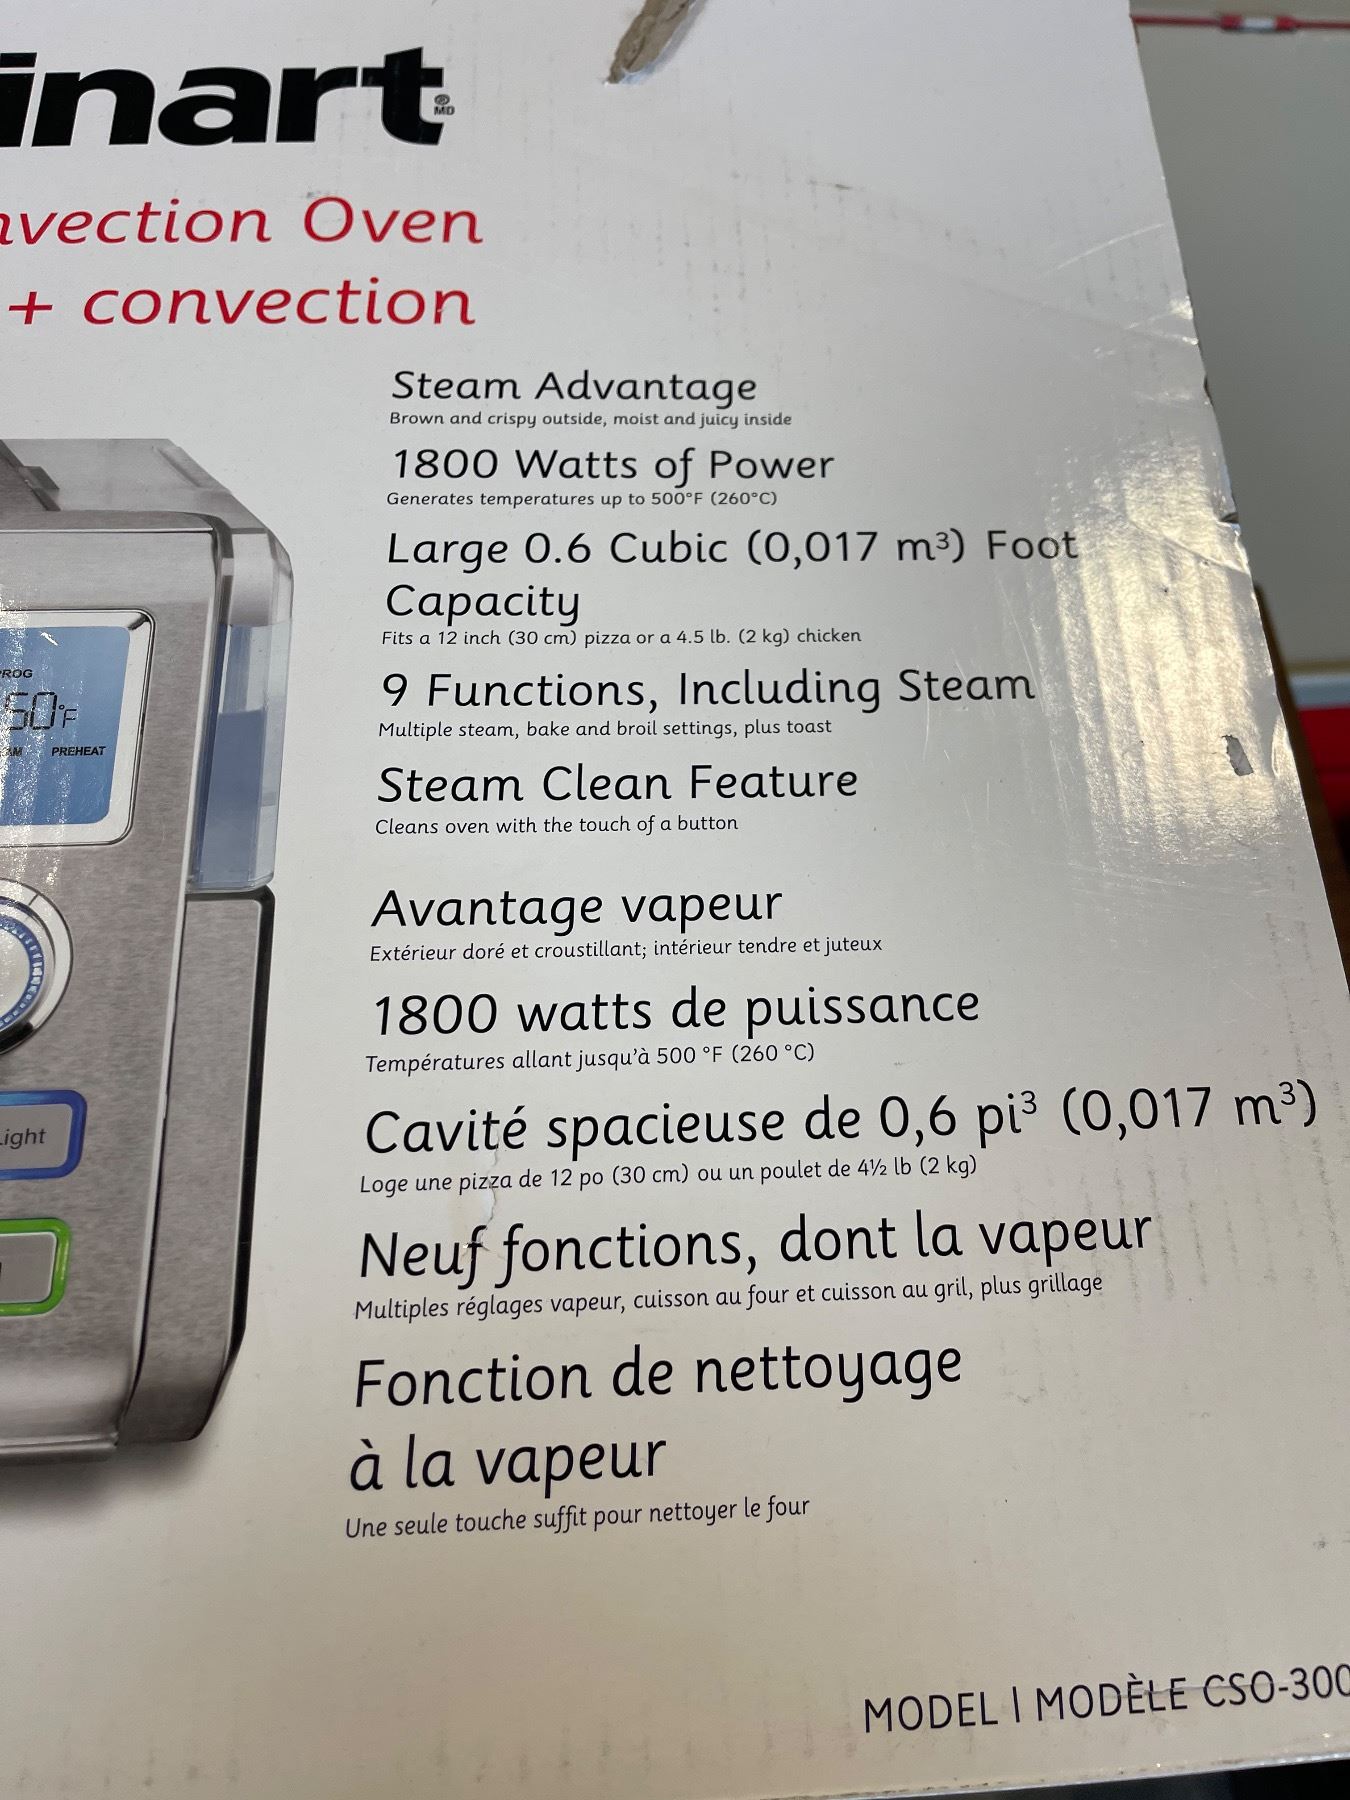 inart
®
MD
nvection Oven
+ convection
Steam Advantage
Brown and crispy outside, moist and juicy inside
1800 Watts of Power
Generates temperatures up to 500°F (260°C)
Large 0.6 Cubic (0,017 m³) Foot
Capacity
Fits a 12 inch (30 cm) pizza or a 4.5 lb. (2 kg) chicken
9 Functions, Including Steam
Multiple steam, bake and broil settings, plus toast
Steam Clean Feature
Cleans oven with the touch of a button
Avantage vapeur
Extérieur doré et croustillant; intérieur tendre et juteux
1800 watts de puissance
Températures allant jusqu'à 500 °F (260 °C)
Cavité spacieuse de 0,6 pi³ (0,017 m³)
Loge une pizza de 12 po (30 cm) ou un poulet de 4½ lb (2 kg)
Neuf fonctions, dont la vapeur
Multiples réglages vapeur, cuisson au four et cuisson au gril, plus grillage
Fonction de nettoyage
à la vapeur
Une seule touche suffit pour nettoyer le four
MODEL | MODÈLE CSO-300
ROG
50°F
AM PREHEAT
Light